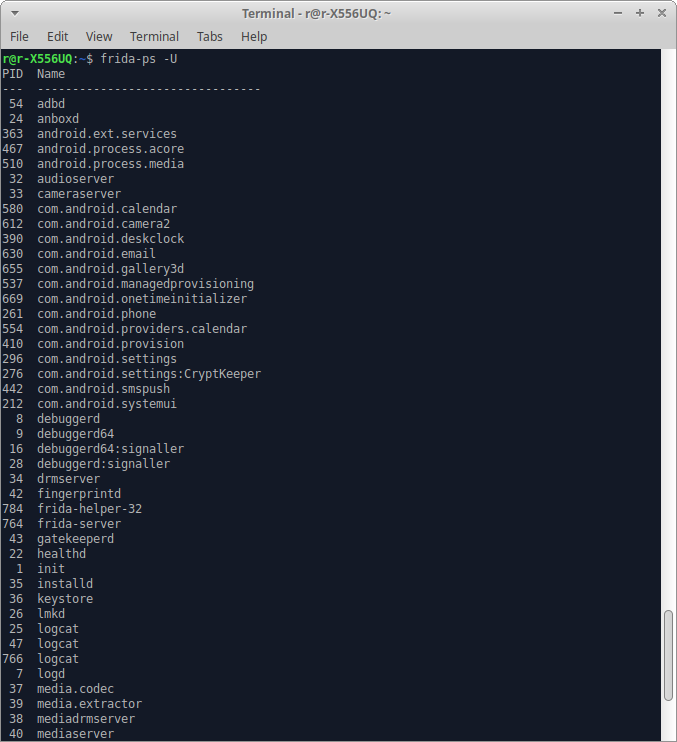 Terminal - r@r-X556UQ: ~
File Edit View Terminal Tabs Help
r@r-X556UQ:~$ frida-ps -U
PID  Name
---  --------------------------------
 54  adbd
 24  anboxd
363  android.ext.services
467  android.process.acore
510  android.process.media
 32  audioserver
 33  cameraserver
580  com.android.calendar
612  com.android.camera2
390  com.android.deskclock
630  com.android.email
655  com.android.gallery3d
537  com.android.managedprovisioning
669  com.android.onetimeinitializer
261  com.android.phone
554  com.android.providers.calendar
410  com.android.provision
296  com.android.settings
276  com.android.settings:CryptKeeper
442  com.android.smspush
212  com.android.systemui
  8  debuggerd
  9  debuggerd64
 16  debuggerd64:signaller
 28  debuggerd:signaller
 34  drmserver
 42  fingerprintd
784  frida-helper-32
764  frida-server
 43  gatekeeperd
 22  healthd
  1  init
 35  installd
 36  keystore
 26  lmkd
 25  logcat
 47  logcat
766  logcat
  7  logd
 37  media.codec
 39  media.extractor
 38  mediadrmserver
 40  mediaserver